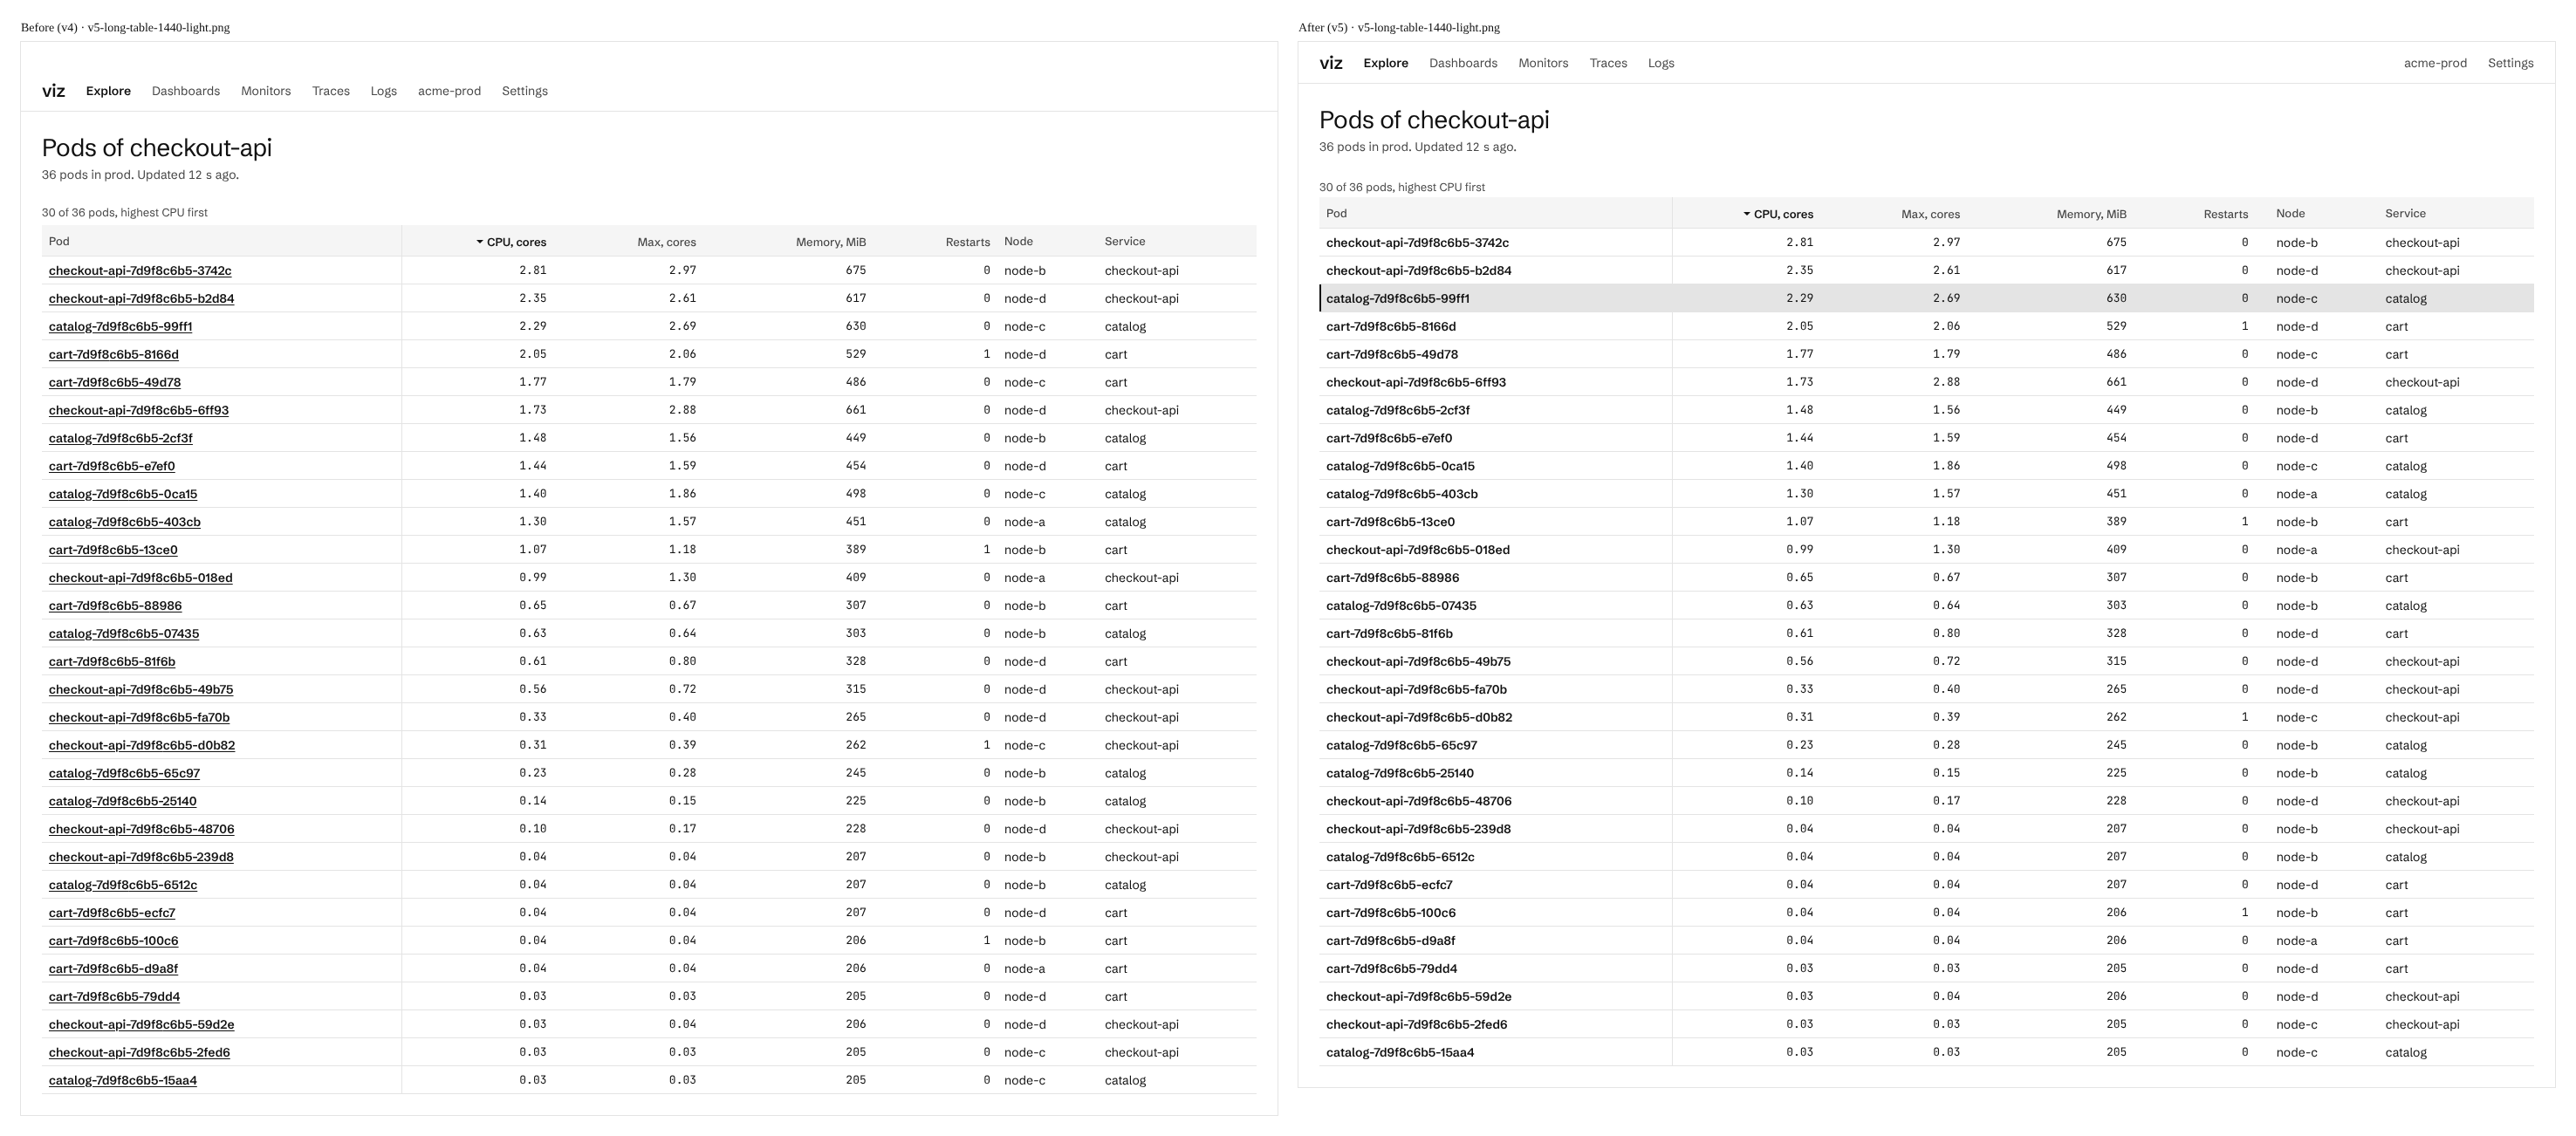 Before (v4) · v5-long-table-1440-light.png
viz Explore Dashboards Monitors Traces Logs acme-prod Settings
Pods of checkout-api
36 pods in prod. Updated 12 s ago.
30 of 36 pods, highest CPU first
Pod CPU, cores Max, cores Memory, MiB Restarts Node Service
checkout-api-7d9f8c6b5-3742c 2.81 2.97 675 0 node-b checkout-api
checkout-api-7d9f8c6b5-b2d84 2.35 2.61 617 0 node-d checkout-api
catalog-7d9f8c6b5-99ff1 2.29 2.69 630 0 node-c catalog
cart-7d9f8c6b5-8166d 2.05 2.06 529 1 node-d cart
cart-7d9f8c6b5-49d78 1.77 1.79 486 0 node-c cart
checkout-api-7d9f8c6b5-6ff93 1.73 2.88 661 0 node-d checkout-api
catalog-7d9f8c6b5-2cf3f 1.48 1.56 449 0 node-b catalog
cart-7d9f8c6b5-e7ef0 1.44 1.59 454 0 node-d cart
catalog-7d9f8c6b5-0ca15 1.40 1.86 498 0 node-c catalog
catalog-7d9f8c6b5-403cb 1.30 1.57 451 0 node-a catalog
cart-7d9f8c6b5-13ce0 1.07 1.18 389 1 node-b cart
checkout-api-7d9f8c6b5-018ed 0.99 1.30 409 0 node-a checkout-api
cart-7d9f8c6b5-88986 0.65 0.67 307 0 node-b cart
catalog-7d9f8c6b5-07435 0.63 0.64 303 0 node-b catalog
cart-7d9f8c6b5-81f6b 0.61 0.80 328 0 node-d cart
checkout-api-7d9f8c6b5-49b75 0.56 0.72 315 0 node-d checkout-api
checkout-api-7d9f8c6b5-fa70b 0.33 0.40 265 0 node-d checkout-api
checkout-api-7d9f8c6b5-d0b82 0.31 0.39 262 1 node-c checkout-api
catalog-7d9f8c6b5-65c97 0.23 0.28 245 0 node-b catalog
catalog-7d9f8c6b5-25140 0.14 0.15 225 0 node-b catalog
checkout-api-7d9f8c6b5-48706 0.10 0.17 228 0 node-d checkout-api
checkout-api-7d9f8c6b5-239d8 0.04 0.04 207 0 node-b checkout-api
catalog-7d9f8c6b5-6512c 0.04 0.04 207 0 node-b catalog
cart-7d9f8c6b5-ecfc7 0.04 0.04 207 0 node-d cart
cart-7d9f8c6b5-100c6 0.04 0.04 206 1 node-b cart
cart-7d9f8c6b5-d9a8f 0.04 0.04 206 0 node-a cart
cart-7d9f8c6b5-79dd4 0.03 0.03 205 0 node-d cart
checkout-api-7d9f8c6b5-59d2e 0.03 0.04 206 0 node-d checkout-api
checkout-api-7d9f8c6b5-2fed6 0.03 0.03 205 0 node-c checkout-api
catalog-7d9f8c6b5-15aa4 0.03 0.03 205 0 node-c catalog
After (v5) · v5-long-table-1440-light.png
viz Explore Dashboards Monitors Traces Logs acme-prod Settings
Pods of checkout-api
36 pods in prod. Updated 12 s ago.
30 of 36 pods, highest CPU first
Pod CPU, cores Max, cores Memory, MiB Restarts Node Service
checkout-api-7d9f8c6b5-3742c 2.81 2.97 675 0 node-b checkout-api
checkout-api-7d9f8c6b5-b2d84 2.35 2.61 617 0 node-d checkout-api
catalog-7d9f8c6b5-99ff1 2.29 2.69 630 0 node-c catalog
cart-7d9f8c6b5-8166d 2.05 2.06 529 1 node-d cart
cart-7d9f8c6b5-49d78 1.77 1.79 486 0 node-c cart
checkout-api-7d9f8c6b5-6ff93 1.73 2.88 661 0 node-d checkout-api
catalog-7d9f8c6b5-2cf3f 1.48 1.56 449 0 node-b catalog
cart-7d9f8c6b5-e7ef0 1.44 1.59 454 0 node-d cart
catalog-7d9f8c6b5-0ca15 1.40 1.86 498 0 node-c catalog
catalog-7d9f8c6b5-403cb 1.30 1.57 451 0 node-a catalog
cart-7d9f8c6b5-13ce0 1.07 1.18 389 1 node-b cart
checkout-api-7d9f8c6b5-018ed 0.99 1.30 409 0 node-a checkout-api
cart-7d9f8c6b5-88986 0.65 0.67 307 0 node-b cart
catalog-7d9f8c6b5-07435 0.63 0.64 303 0 node-b catalog
cart-7d9f8c6b5-81f6b 0.61 0.80 328 0 node-d cart
checkout-api-7d9f8c6b5-49b75 0.56 0.72 315 0 node-d checkout-api
checkout-api-7d9f8c6b5-fa70b 0.33 0.40 265 0 node-d checkout-api
checkout-api-7d9f8c6b5-d0b82 0.31 0.39 262 1 node-c checkout-api
catalog-7d9f8c6b5-65c97 0.23 0.28 245 0 node-b catalog
catalog-7d9f8c6b5-25140 0.14 0.15 225 0 node-b catalog
checkout-api-7d9f8c6b5-48706 0.10 0.17 228 0 node-d checkout-api
checkout-api-7d9f8c6b5-239d8 0.04 0.04 207 0 node-b checkout-api
catalog-7d9f8c6b5-6512c 0.04 0.04 207 0 node-b catalog
cart-7d9f8c6b5-ecfc7 0.04 0.04 207 0 node-d cart
cart-7d9f8c6b5-100c6 0.04 0.04 206 1 node-b cart
cart-7d9f8c6b5-d9a8f 0.04 0.04 206 0 node-a cart
cart-7d9f8c6b5-79dd4 0.03 0.03 205 0 node-d cart
checkout-api-7d9f8c6b5-59d2e 0.03 0.04 206 0 node-d checkout-api
checkout-api-7d9f8c6b5-2fed6 0.03 0.03 205 0 node-c checkout-api
catalog-7d9f8c6b5-15aa4 0.03 0.03 205 0 node-c catalog